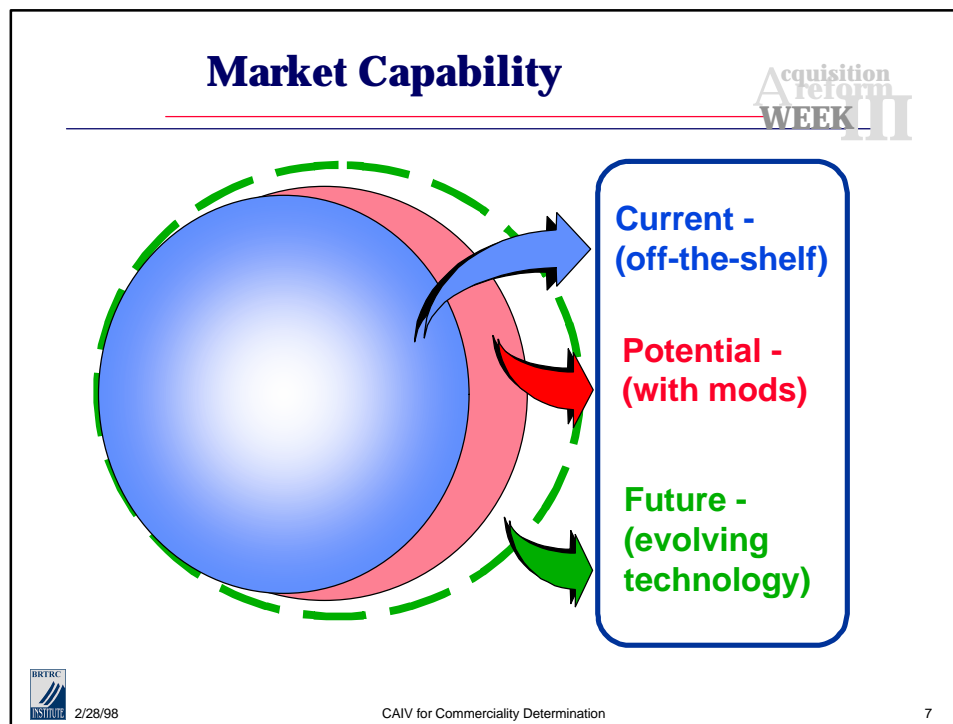 Market Capability
Acquisition
reform
WEEK III
Current -
(off-the-shelf)
Potential -
(with mods)
Future -
(evolving
technology)
BRTRC
INSTITUTE
2/28/98
CAIV for Commerciality Determination
7